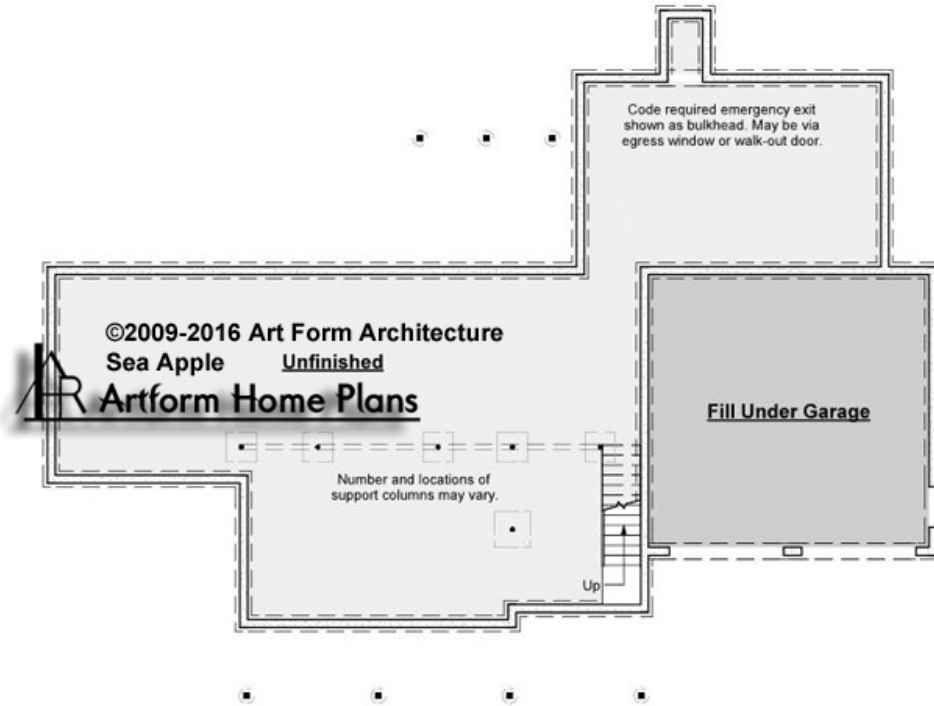 Code required emergency exit
shown as bulkhead. May be via
egress window or walk-out door.
©2009-2016 Art Form Architecture
Sea Apple
Unfinished
Artform Home Plans
Fill Under Garage
Number and locations of
support columns may vary.
Up